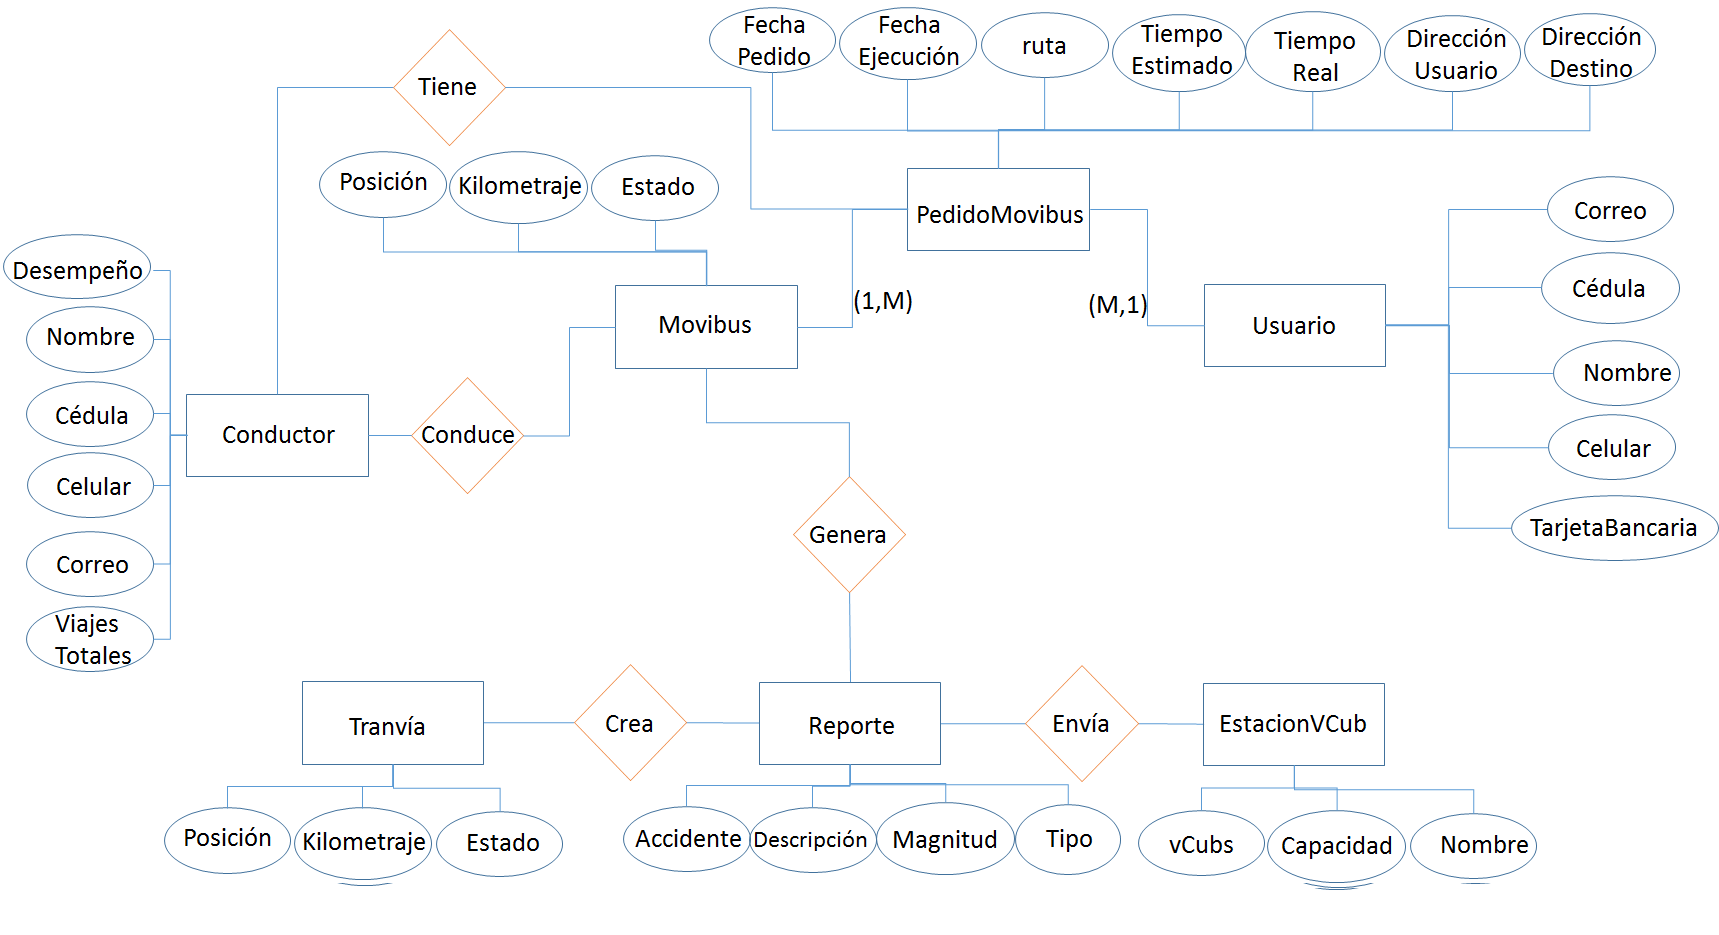 Fecha
Pedido
Fecha
Ejecución
ruta
Tiempo
Estimado
Tiempo
Real
Dirección
Usuario
Dirección
Destino
Tiene
Posición
Kilometraje
Estado
PedidoMovibus
Correo
Cédula
Nombre
Celular
TarjetaBancaria
Desempeño
Nombre
Cédula
Celular
Correo
Viajes
Totales
(1,M)
(M,1)
Movibus
Usuario
Conductor
Conduce
Genera
Tranvía
Crea
Reporte
Envía
EstacionVCub
Posición
Kilometraje
Estado
Accidente
Descripción
Magnitud
Tipo
vCubs
Capacidad
Nombre